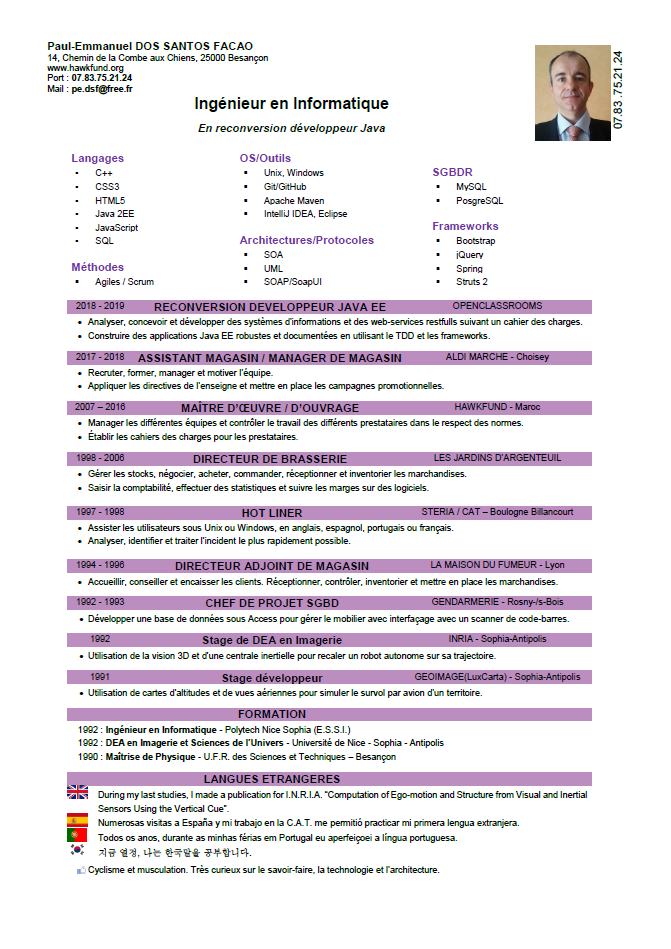 Paul-Emmanuel DOS SANTOS FACAO
14, Chemin de la Combe aux Chiens, 25000 Besançon
www.hawkfund.org
Port : 07.83.75.21.24
Mail : pe.dsf@free.fr
07.83 .75.21.24
Ingénieur en Informatique
En reconversion développeur Java
Langages
C++
CSS3
HTML5
Java 2EE
JavaScript
SQL
Méthodes
Agiles / Scrum
OS/Outils
Unix, Windows
Git/GitHub
Apache Maven
IntelliJ IDEA, Eclipse
Architectures/Protocoles
SOA
UML
SOAP/SoapUI
SGBDR
MySQL
PosgreSQL
Frameworks
Bootstrap
jQuery
Spring
Struts 2
2018 - 2019 RECONVERSION DEVELOPPEUR JAVA EE OPENCLASSROOMS
Analyser, concevoir et développer des systèmes d'informations et des web-services restfulls suivant un cahier des charges.
Construire des applications Java EE robustes et documentées en utilisant le TDD et les frameworks.
2017 - 2018 ASSISTANT MAGASIN / MANAGER DE MAGASIN ALDI MARCHE - Choisey
Recruter, former, manager et motiver l'équipe.
Appliquer les directives de l'enseigne et mettre en place les campagnes promotionnelles.
2007 – 2016 MAÎTRE D'ŒUVRE / D'OUVRAGE HAWKFUND - Maroc
Manager les différentes équipes et contrôler le travail des différents prestataires dans le respect des normes.
Établir les cahiers des charges pour les prestataires.
1998 - 2006 DIRECTEUR DE BRASSERIE LES JARDINS D'ARGENTEUIL
Gérer les stocks, négocier, acheter, commander, réceptionner et inventorier les marchandises.
Saisir la comptabilité, effectuer des statistiques et suivre les marges sur des logiciels.
1997 - 1998 HOT LINER STERIA / CAT – Boulogne Billancourt
Assister les utilisateurs sous Unix ou Windows, en anglais, espagnol, portugais ou français.
Analyser, identifier et traiter l'incident le plus rapidement possible.
1994 - 1996 DIRECTEUR ADJOINT DE MAGASIN LA MAISON DU FUMEUR - Lyon
Accueillir, conseiller et encaisser les clients. Réceptionner, contrôler, inventorier et mettre en place les marchandises.
1992 - 1993 CHEF DE PROJET SGBD GENDARMERIE - Rosny-/s-Bois
Développer une base de données sous Access pour gérer le mobilier avec interfaçage avec un scanner de code-barres.
1992 Stage de DEA en Imagerie INRIA - Sophia-Antipolis
Utilisation de la vision 3D et d'une centrale inertielle pour recaler un robot autonome sur sa trajectoire.
1991 Stage développeur GEOIMAGE(LuxCarta) - Sophia-Antipolis
Utilisation de cartes d'altitudes et de vues aériennes pour simuler le survol par avion d'un territoire.
FORMATION
1992 : Ingénieur en Informatique - Polytech Nice Sophia (E.S.S.I.)
1992 : DEA en Imagerie et Sciences de l'Univers - Université de Nice - Sophia - Antipolis
1990 : Maîtrise de Physique - U.F.R. des Sciences et Techniques – Besançon
LANGUES ETRANGERES
During my last studies, I made a publication for I.N.R.I.A. "Computation of Ego-motion and Structure from Visual and Inertial
Sensors Using the Vertical Cue".
Numerosas visitas a España y mi trabajo en la C.A.T. me permitió practicar mi primera lengua extranjera.
Todos os anos, durante as minhas férias em Portugal eu aperfeiçoei a língua portuguesa.
지금 열정, 나는 한국말을 공부합니다.
Cyclisme et musculation. Très curieux sur le savoir-faire, la technologie et l'architecture.